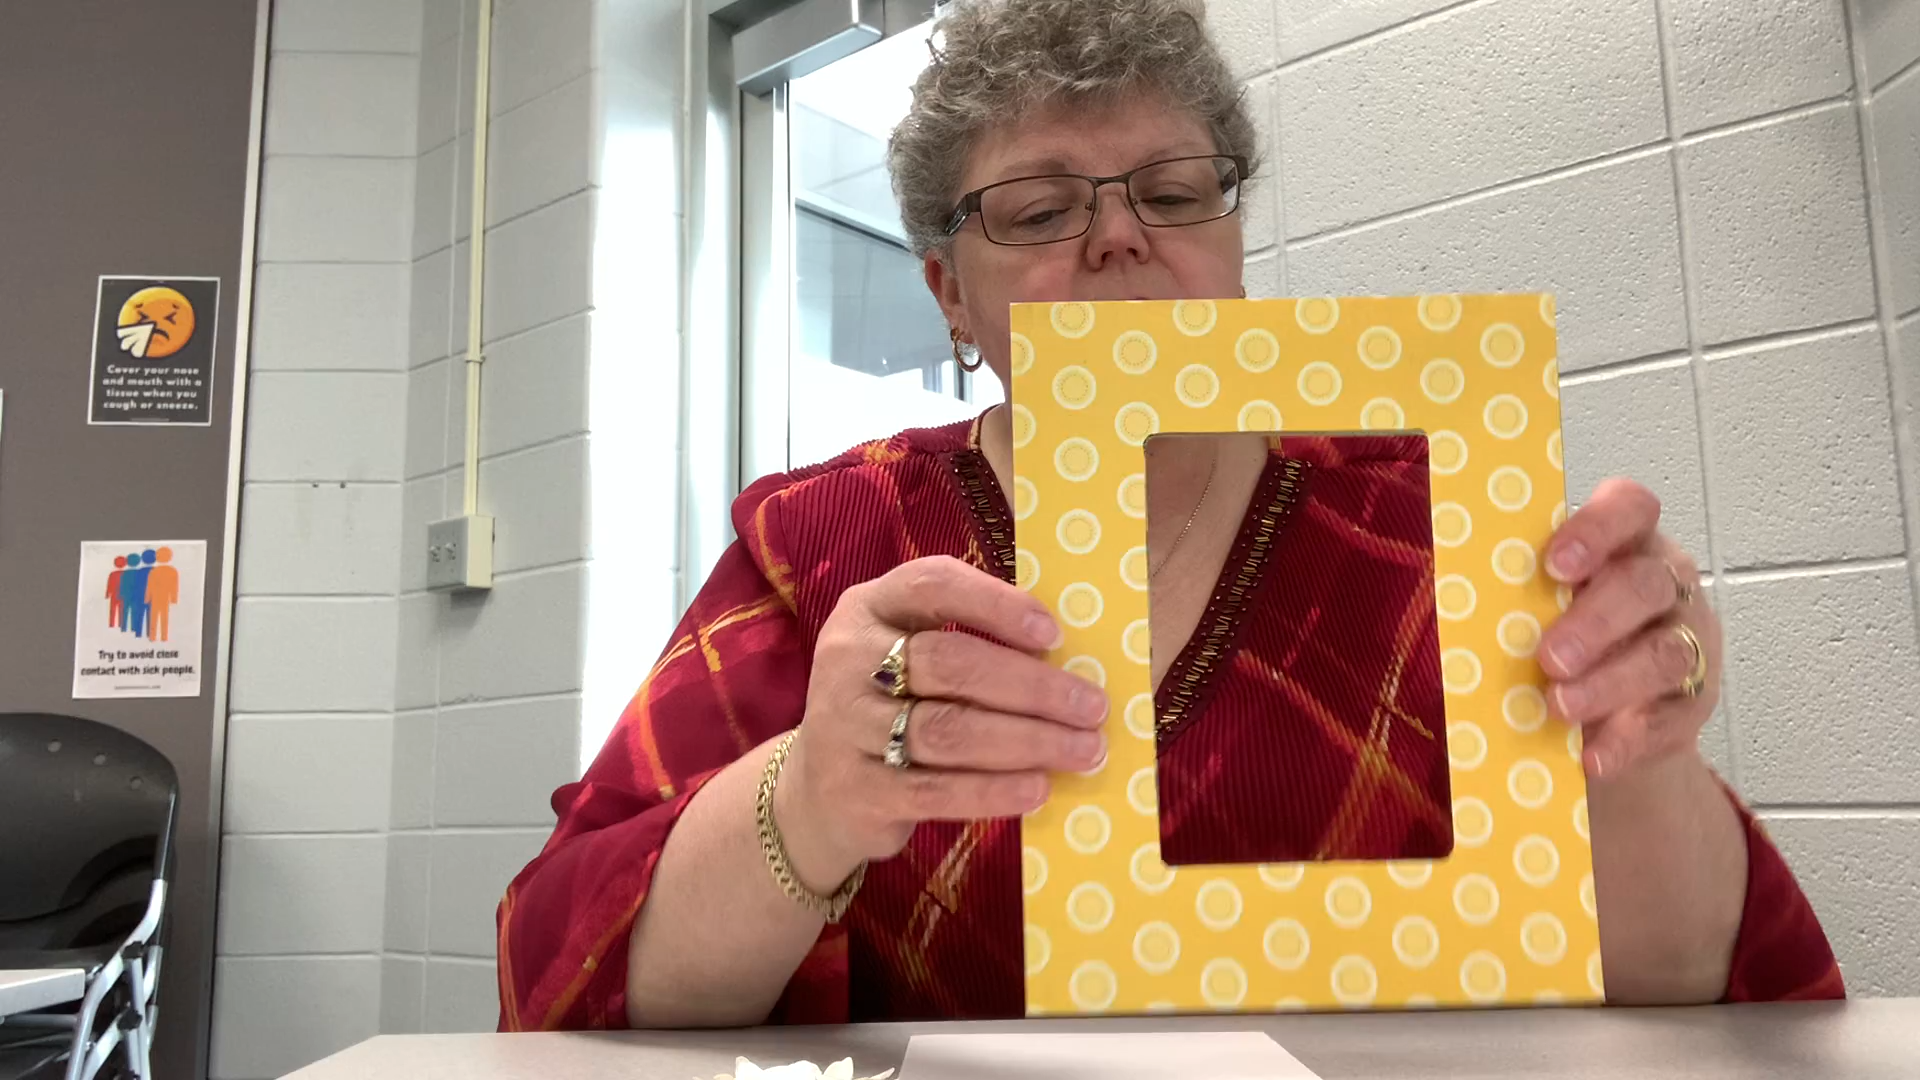 Cover your nose
and mouth with a
tissue when you
cough or sneeze.
Try to avoid close
contact with sick people.